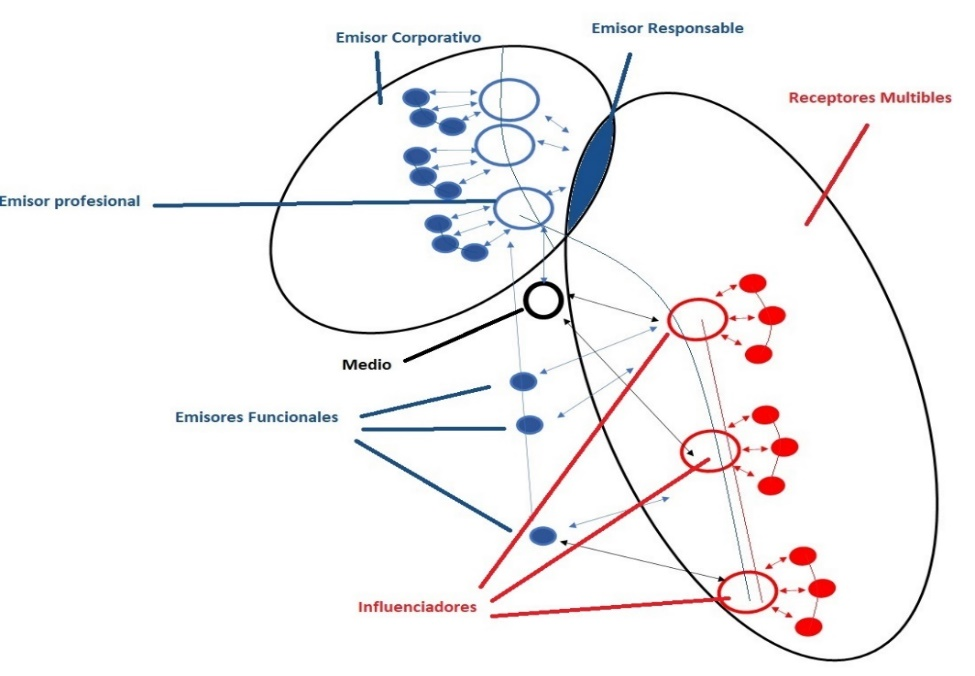 Emisor Responsable
Emisor Corporativo
Receptores Multibles
Emisor profesional
Medio
Emisores Funcionales
Influenciadores